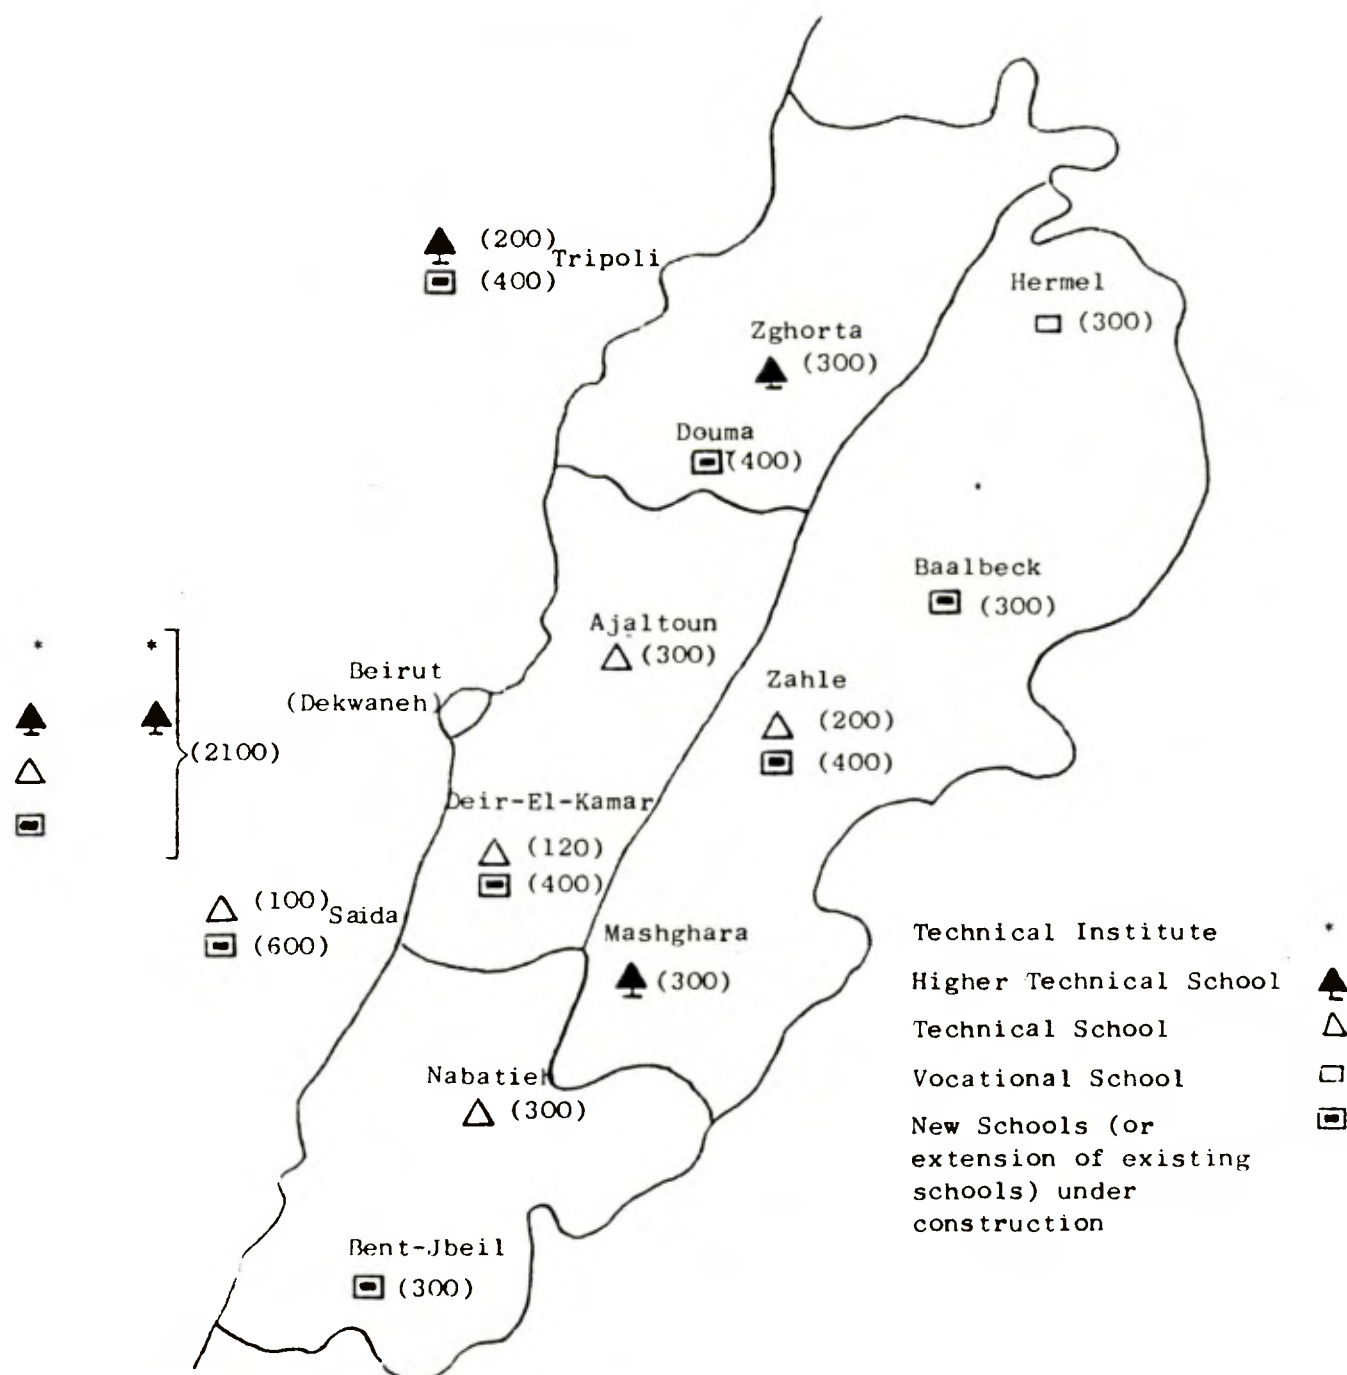 (200)
Tripoli
(400)
Hermel
(300)
Zghorta
(300)
Douma
(400)
Baalbeck
(300)
Ajaltoun
(300)
Beirut
(Dekwaneh)
(2100)
Zahle
(200)
(400)
Deir-El-Kamar
(120)
(400)
(100)
Saida
(600)
Mashghara
(300)
Nabatieh
(300)
Bent-Jbeil
(300)
Technical Institute *
Higher Technical School
Technical School
Vocational School
New Schools (or
extension of existing
schools) under
construction